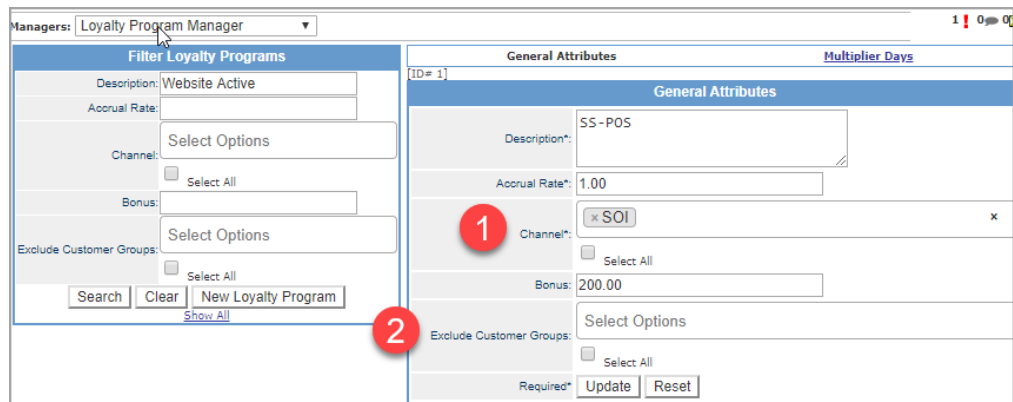 Managers: Loyalty Program Manager
1 0 0
Filter Loyalty Programs
Description: Website Active
Accrual Rate:
Channel: Select Options
Select All
Bonus:
Exclude Customer Groups: Select Options
Select All
Search Clear New Loyalty Program
Show All
General Attributes Multiplier Days
[ID# 1]
General Attributes
Description*: SS-POS
Accrual Rate*: 1.00
1
Channel*: × SOI ×
Select All
Bonus: 200.00
2
Exclude Customer Groups: Select Options
Select All
Required* Update Reset